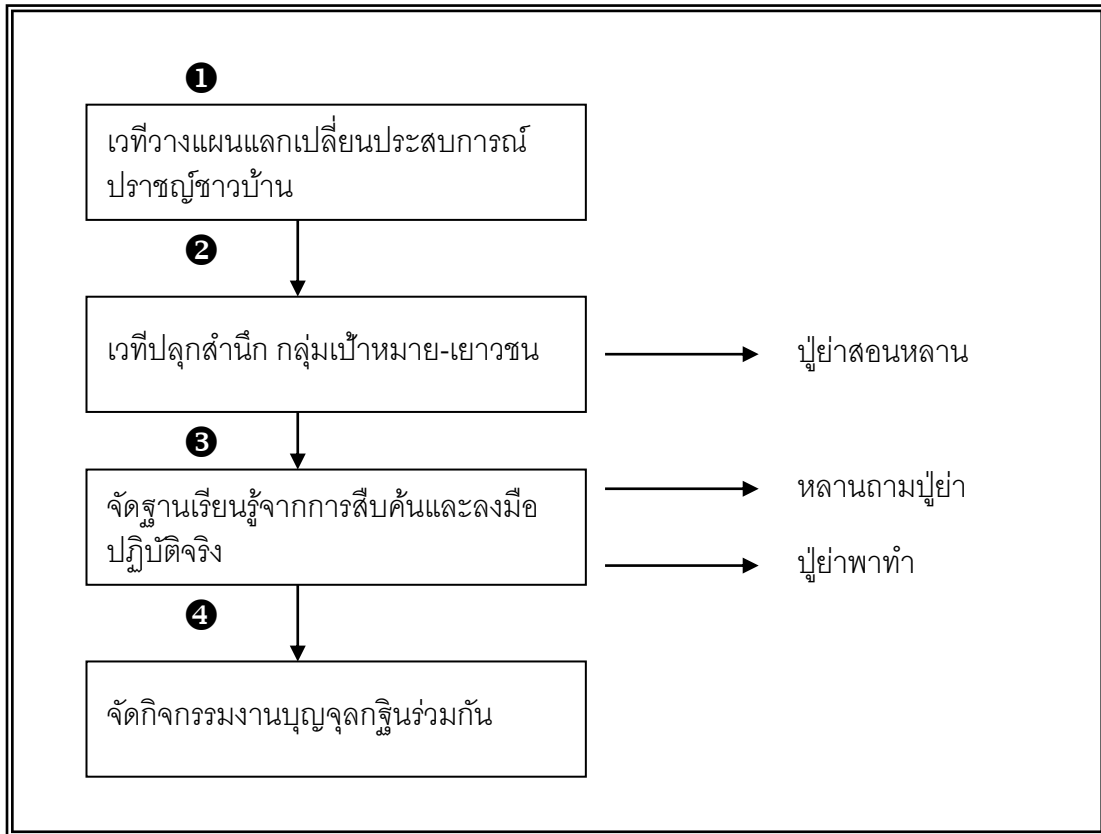 ❶
เวทีวางแผนแลกเปลี่ยนประสบการณ์
ปราชญ์ชาวบ้าน
❷
เวทีปลุกสำนึก กลุ่มเป้าหมาย-เยาวชน
ปู่ย่าสอนหลาน
❸
จัดฐานเรียนรู้จากการสืบค้นและลงมือ
ปฏิบัติจริง
หลานถามปู่ย่า
ปู่ย่าพาทำ
❹
จัดกิจกรรมงานบุญจุลกฐินร่วมกัน